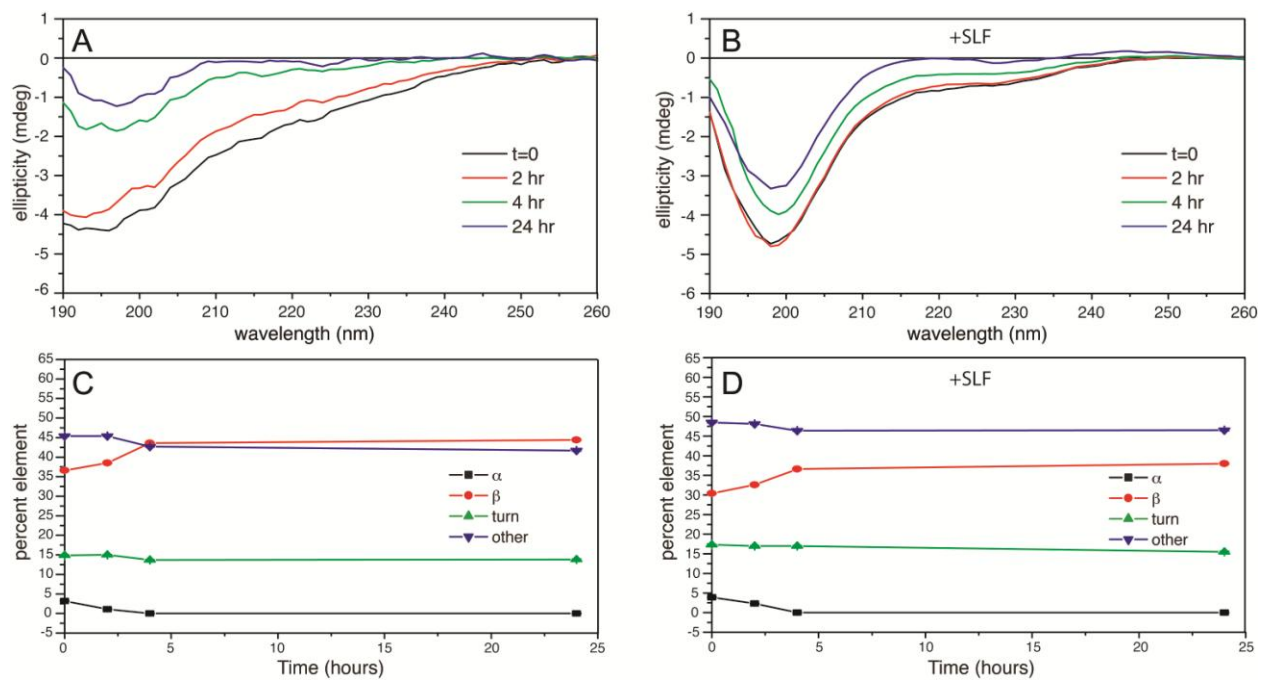 A
1
0
-1
-2
-3
-4
-5
-6
ellipticity (mdeg)
t=0
2 hr
4 hr
24 hr
190 200 210 220 230 240 250 260
wavelength (nm)
B
+SLF
1
0
-1
-2
-3
-4
-5
-6
ellipticity (mdeg)
t=0
2 hr
4 hr
24 hr
190 200 210 220 230 240 250 260
wavelength (nm)
C
65
60
55
50
45
40
35
30
25
20
15
10
5
0
-5
percent element
α
β
turn
other
0 5 10 15 20 25
Time (hours)
D
+SLF
65
60
55
50
45
40
35
30
25
20
15
10
5
0
-5
percent element
α
β
turn
other
0 5 10 15 20 25
Time (hours)